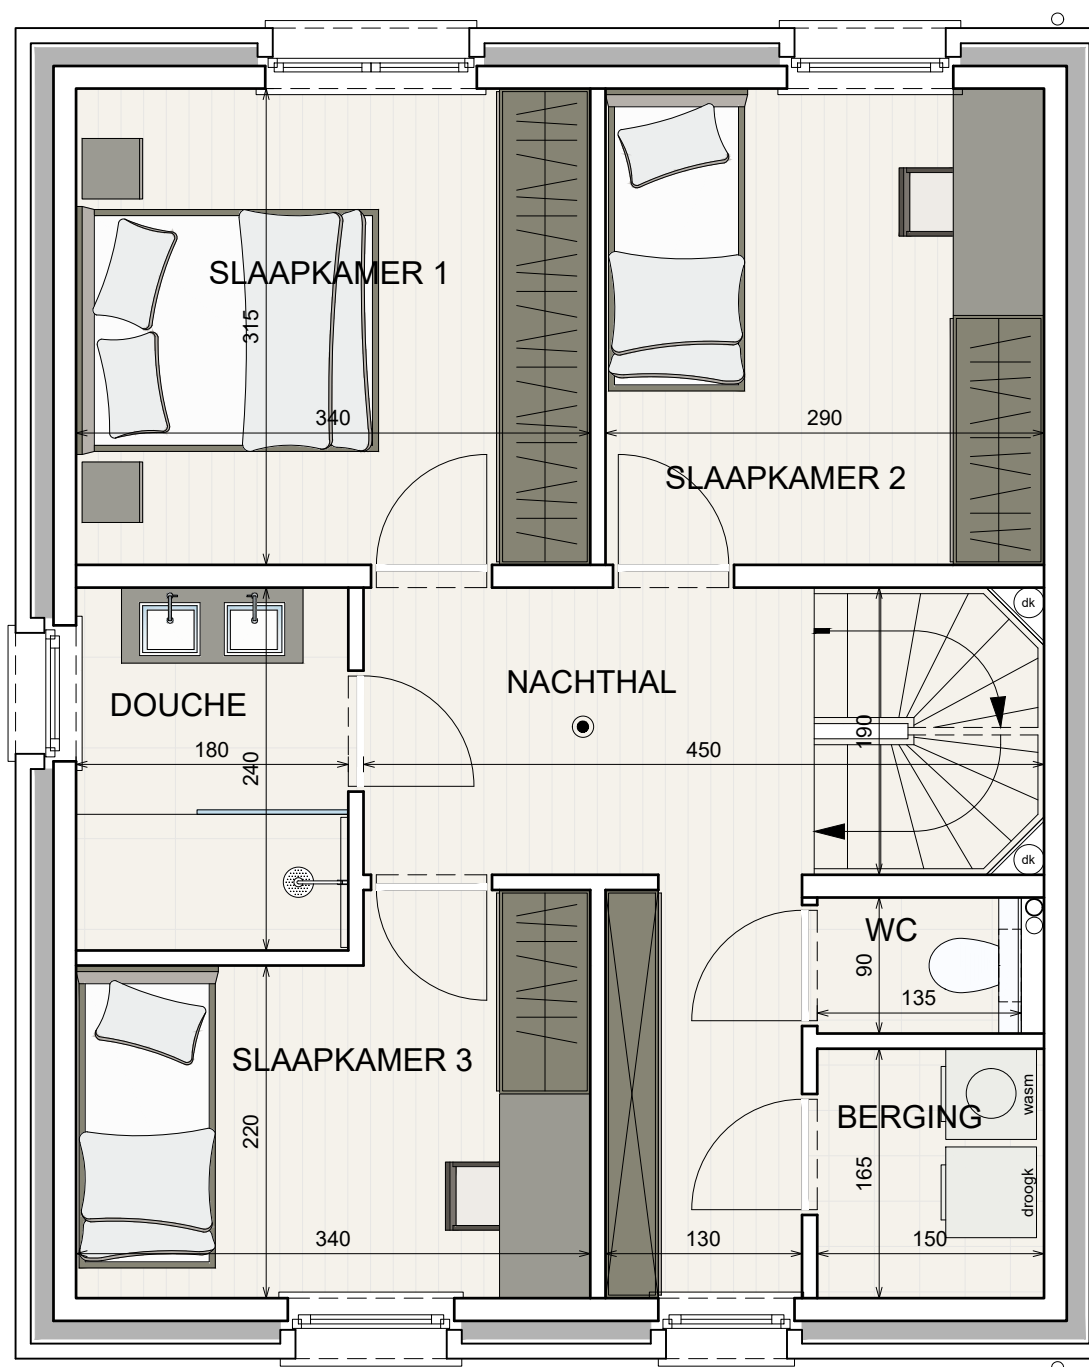 SLAAPKAMER 1
315
340
290
SLAAPKAMER 2
dk
NACHTHAL
DOUCHE
190
180
240
450
dk
WC
90
135
SLAAPKAMER 3
220
BERGING
wasm
165
droogk
340
130
150